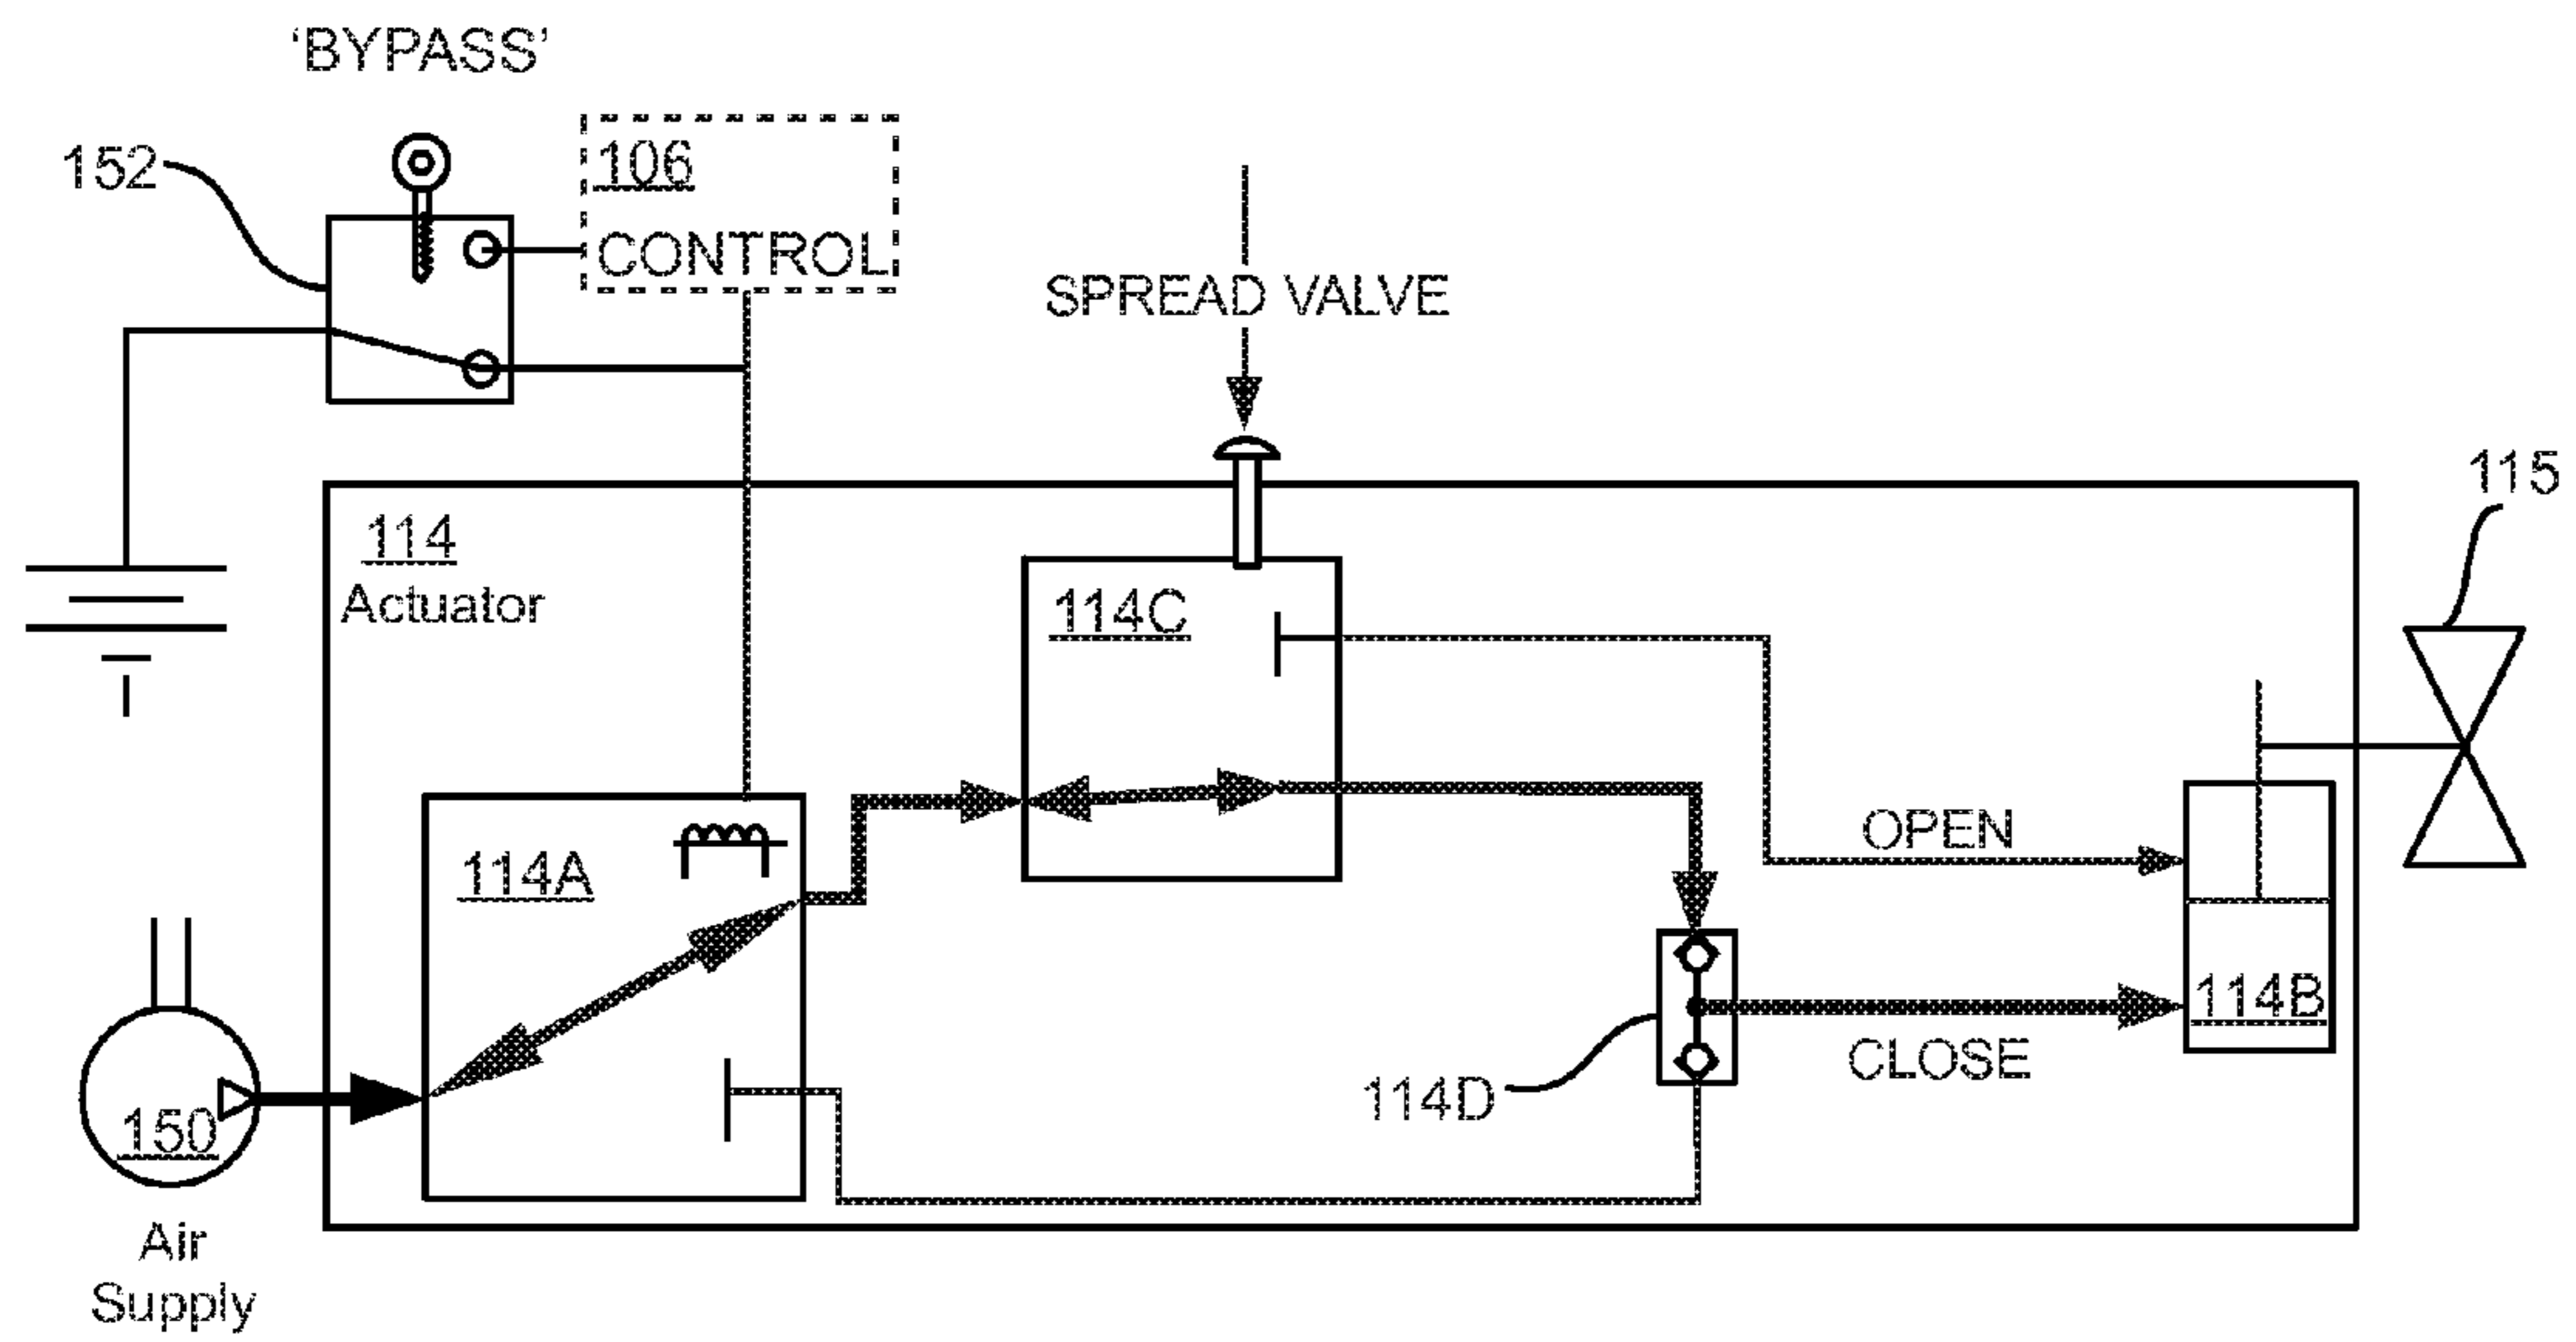 'BYPASS'
152
106
CONTROL
SPREAD VALVE
115
114
Actuator
114C
114A
OPEN
114B
CLOSE
114D
150
Air
Supply